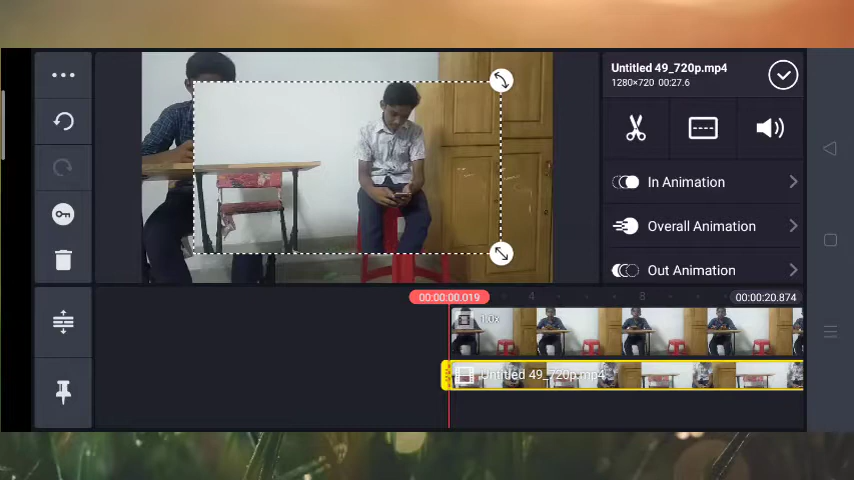 Untitled 49_720p.mp4
1280×720 00:27.6
In Animation
Overall Animation
Out Animation
00:00:00.019
4
8
00:00:20.874
1.0x
Untitled 49_720p.mp4